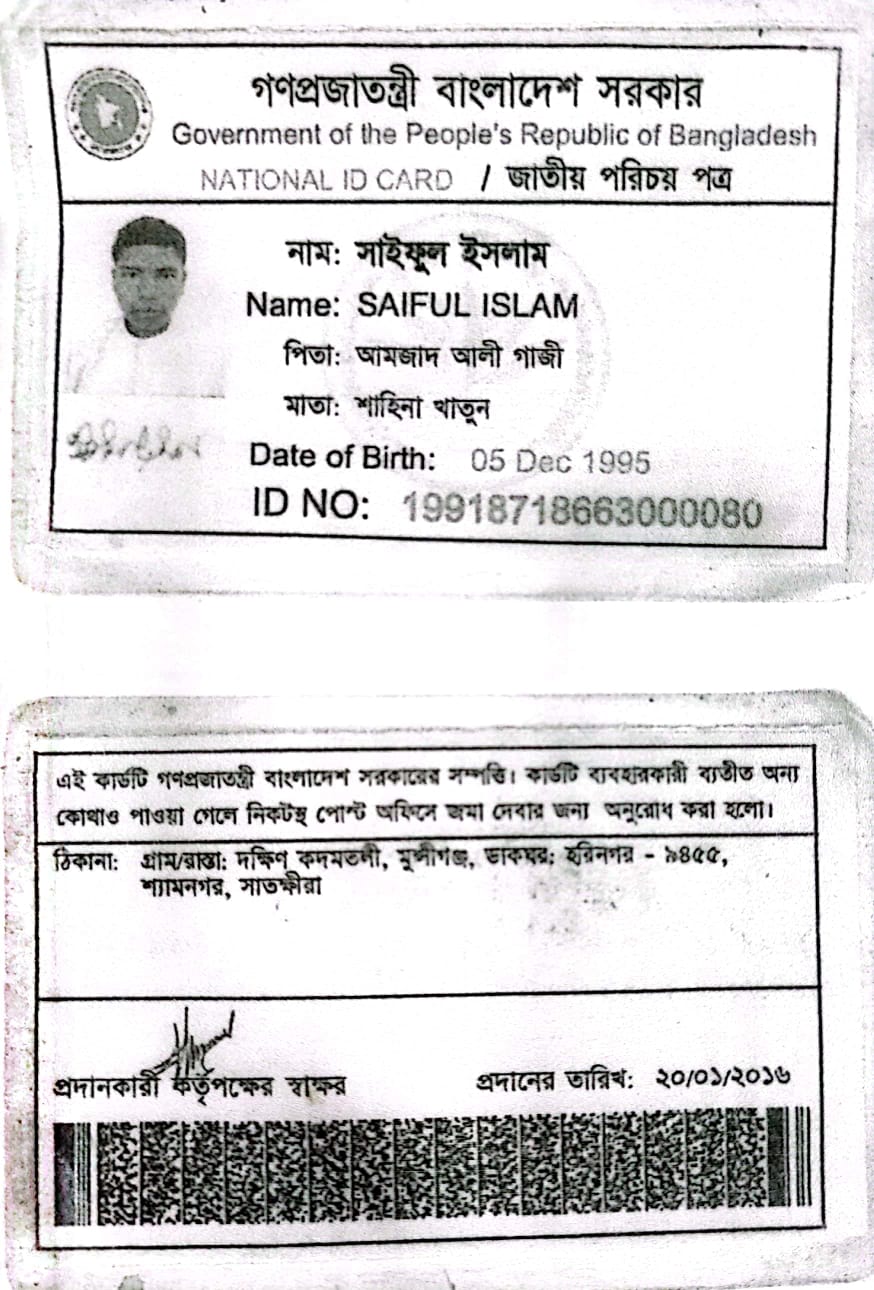 গণপ্রজাতন্ত্রী বাংলাদেশ সরকার
Government of the People's Republic of Bangladesh
NATIONAL ID CARD / জাতীয় পরিচয় পত্র
নাম: সাইফুল ইসলাম
Name: SAIFUL ISLAM
পিতা: আমজাদ আলী গাজী
মাতা: শাহিনা খাতুন
Date of Birth: 05 Dec 1995
ID NO: 19918718663000080
এই কার্ডটি গণপ্রজাতন্ত্রী বাংলাদেশ সরকারের সম্পত্তি। কার্ডটি ব্যবহারকারী ব্যতীত অন্য
কোথাও পাওয়া গেলে নিকটস্থ পোস্ট অফিসে জমা দেবার জন্য অনুরোধ করা হলো।
ঠিকানা: গ্রাম/রাস্তা: দক্ষিণ কদমতলী, মুন্সীগঞ্জ, ডাকঘর: হরিনগর - ৯৪৫৫,
শ্যামনগর, সাতক্ষীরা
প্রদানকারী কর্তৃপক্ষের স্বাক্ষর
প্রদানের তারিখ: ২০/০১/২০১৬